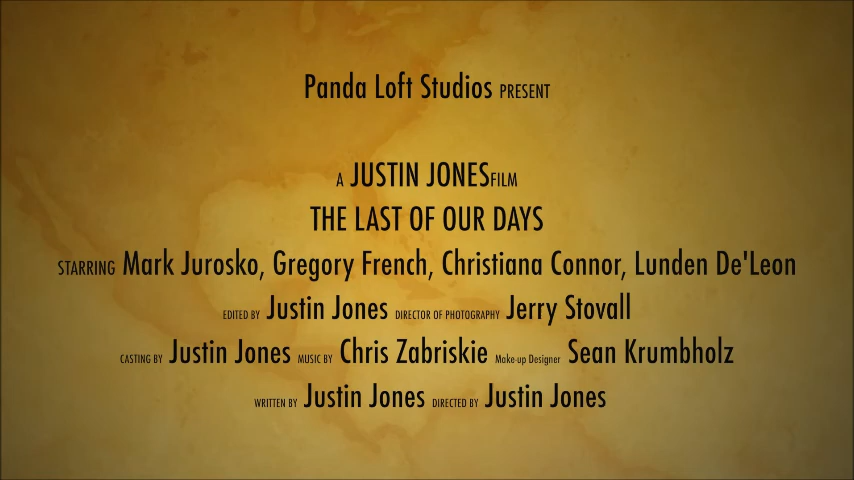 Panda Loft Studios PRESENT
A JUSTIN JONESFILM
THE LAST OF OUR DAYS
STARRING Mark Jurosko, Gregory French, Christiana Connor, Lunden De'Leon
EDITED BY Justin Jones DIRECTOR OF PHOTOGRAPHY Jerry Stovall
CASTING BY Justin Jones MUSIC BY Chris Zabriskie Make-up Designer Sean Krumbholz
WRITTEN BY Justin Jones DIRECTED BY Justin Jones